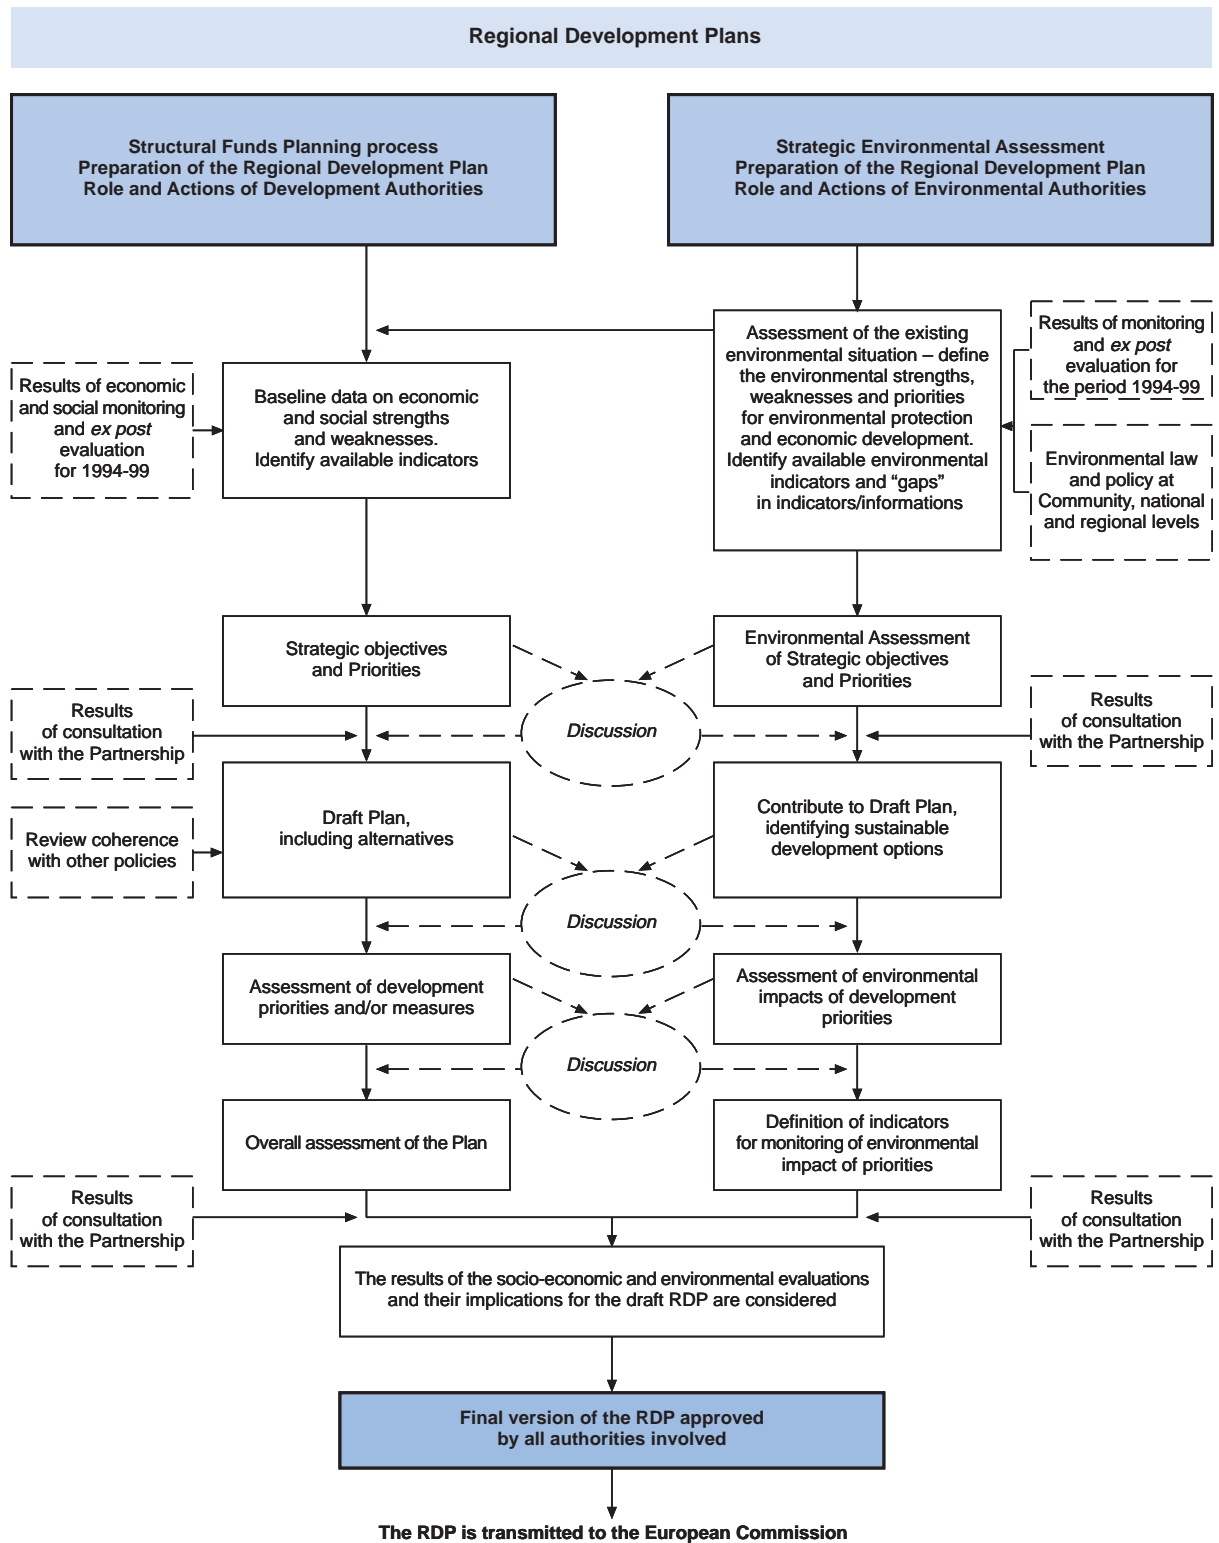 Regional Development Plans
Structural Funds Planning process
Preparation of the Regional Development Plan
Role and Actions of Development Authorities
Strategic Environmental Assessment
Preparation of the Regional Development Plan
Role and Actions of Environmental Authorities
Results of economic
and social monitoring
and ex post
evaluation
for 1994-99
Baseline data on economic
and social strengths
and weaknesses.
Identify available indicators
Assessment of the existing
environmental situation – define
the environmental strengths,
weaknesses and priorities
for environmental protection
and economic development.
Identify available environmental
indicators and “gaps”
in indicators/informations
Results of monitoring
and ex post
evaluation for
the period 1994-99
Environmental law
and policy at
Community, national
and regional levels
Strategic objectives
and Priorities
Environmental Assessment
of Strategic objectives
and Priorities
Results
of consultation
with the Partnership
Discussion
Results
of consultation
with the Partnership
Review coherence
with other policies
Draft Plan,
including alternatives
Contribute to Draft Plan,
identifying sustainable
development options
Discussion
Assessment of development
priorities and/or measures
Assessment of environmental
impacts of development
priorities
Discussion
Overall assessment of the Plan
Definition of indicators
for monitoring of environmental
impact of priorities
Results
of consultation
with the Partnership
Results
of consultation
with the Partnership
The results of the socio-economic and environmental evaluations
and their implications for the draft RDP are considered
Final version of the RDP approved
by all authorities involved
The RDP is transmitted to the European Commission